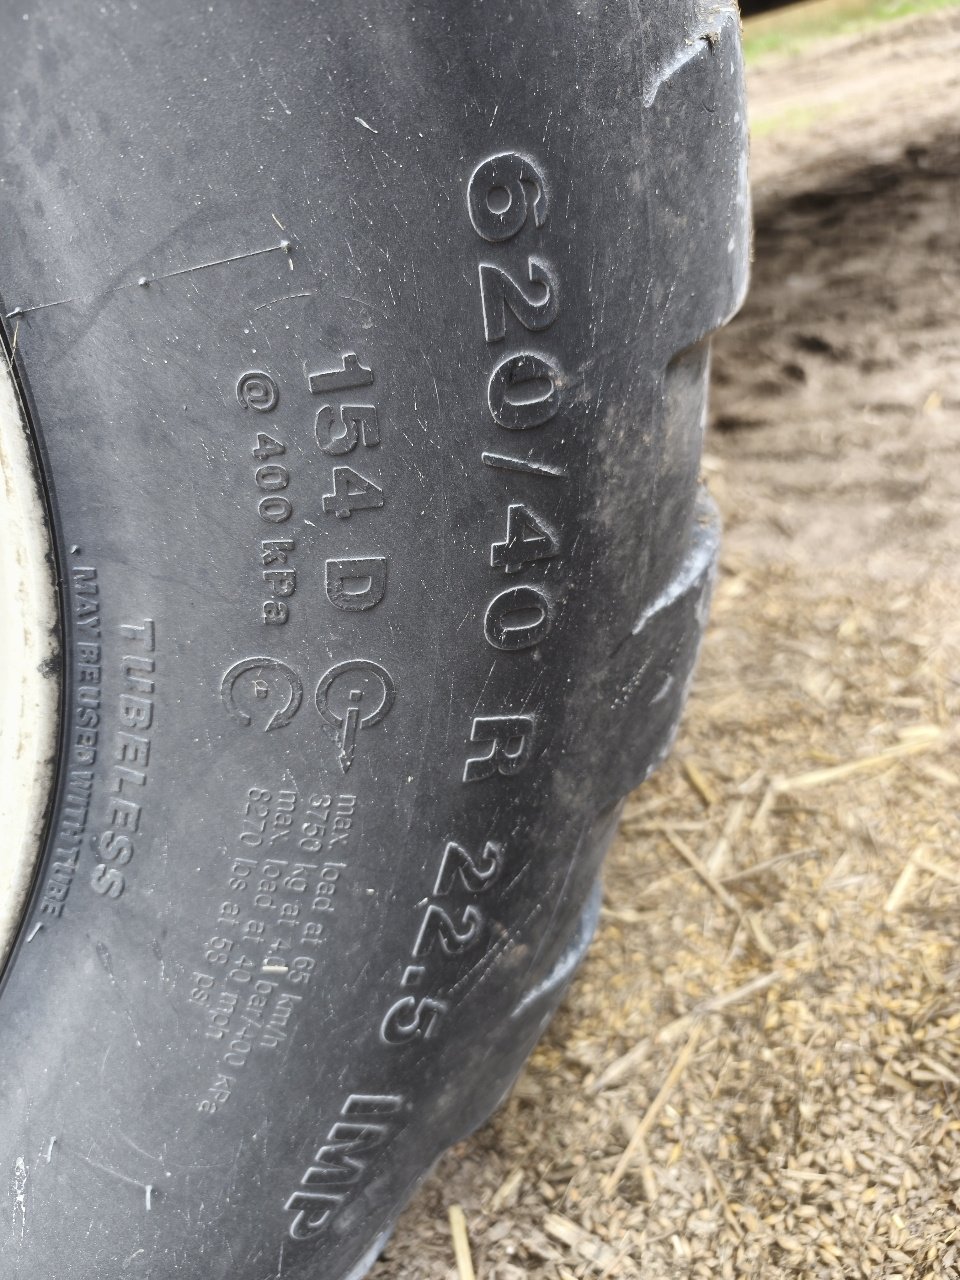 620/40 R 22.5 IMP
154 D
@ 400 kPa
max. load at 65 km/h
3750 kg at 4.0 bar/400 kPa
max. load at 40 mph
8270 lbs at 58 psi
TUBELESS
- MAY BE USED WITH TUBE -